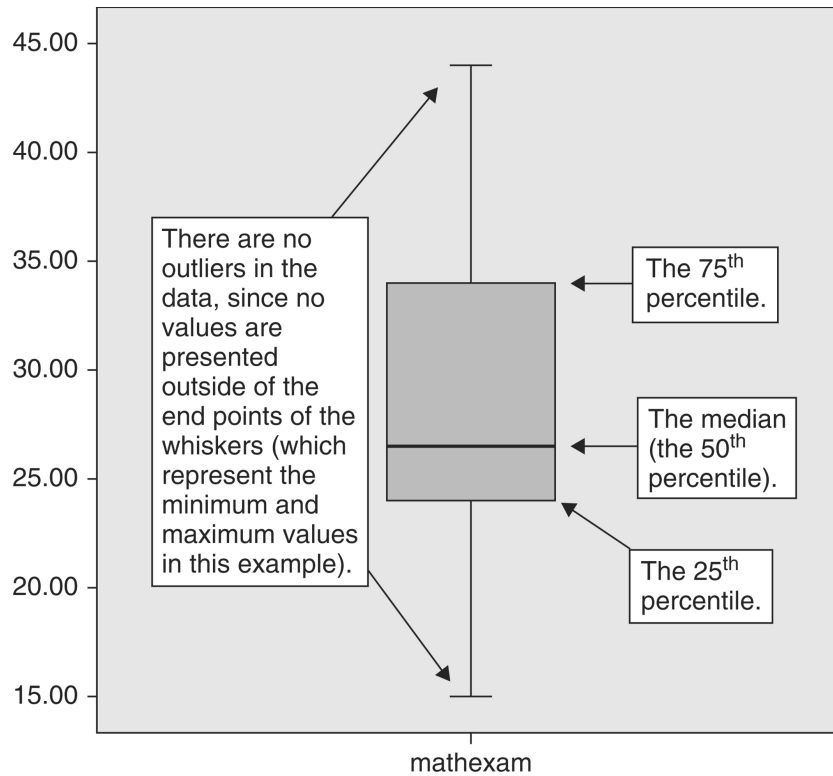 45.00
40.00
35.00
30.00
25.00
20.00
15.00
There are no
outliers in the
data, since no
values are
presented
outside of the
end points of the
whiskers (which
represent the
minimum and
maximum values
in this example).
The 75th
percentile.
The median
(the 50th
percentile).
The 25th
percentile.
mathexam